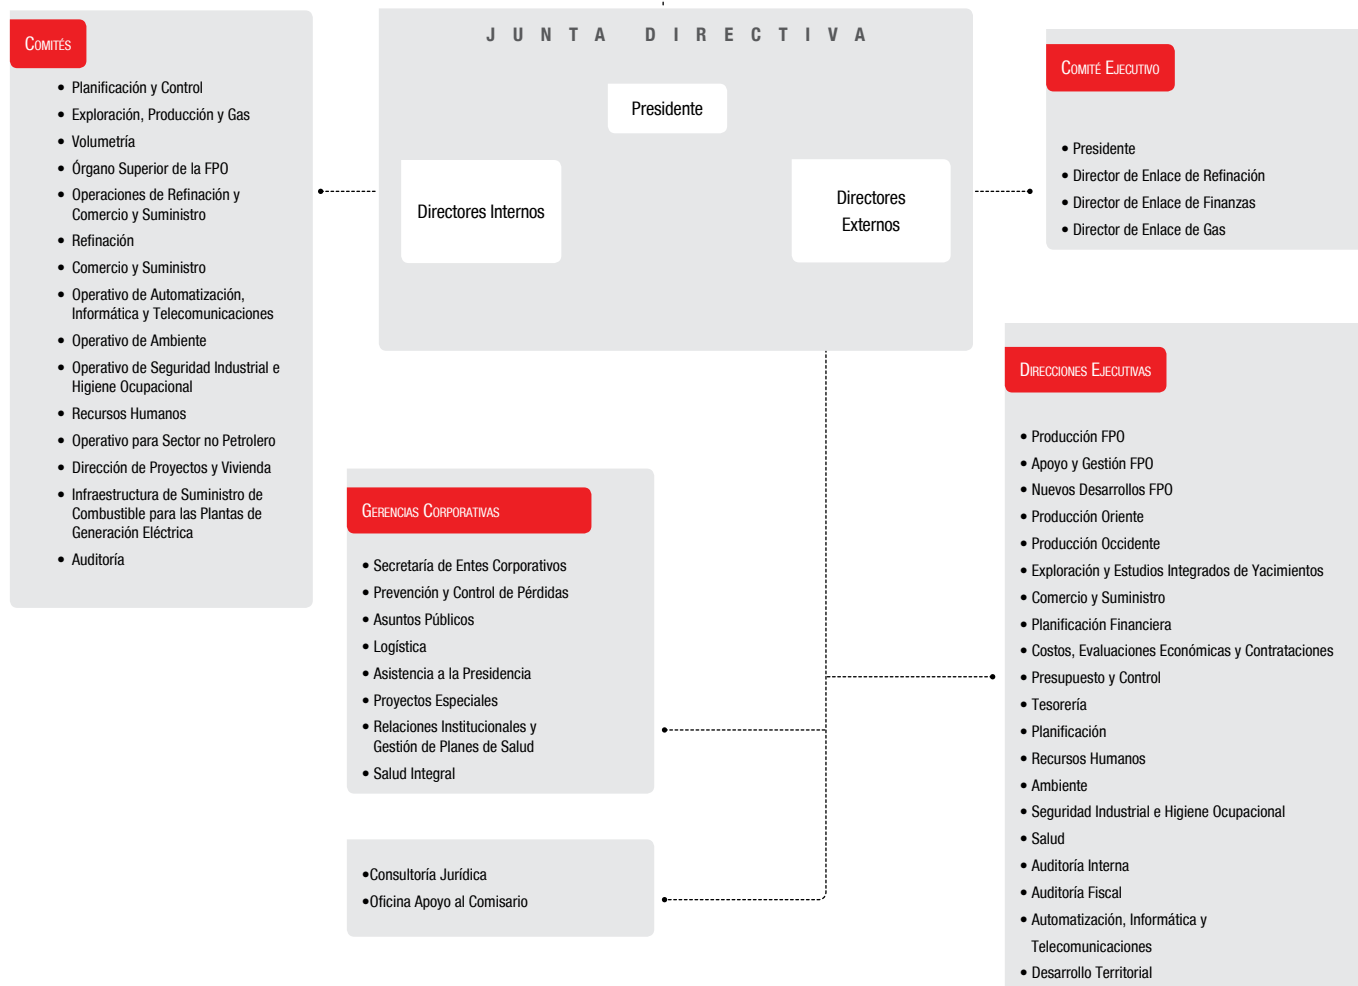 JUNTA DIRECTIVA
Presidente
Directores Internos
Directores
Externos
Comités
• Planificación y Control
• Exploración, Producción y Gas
• Volumetría
• Órgano Superior de la FPO
• Operaciones de Refinación y
Comercio y Suministro
• Refinación
• Comercio y Suministro
• Operativo de Automatización,
Informática y Telecomunicaciones
• Operativo de Ambiente
• Operativo de Seguridad Industrial e
Higiene Ocupacional
• Recursos Humanos
• Operativo para Sector no Petrolero
• Dirección de Proyectos y Vivienda
• Infraestructura de Suministro de
Combustible para las Plantas de
Generación Eléctrica
• Auditoría
Comité Ejecutivo
• Presidente
• Director de Enlace de Refinación
• Director de Enlace de Finanzas
• Director de Enlace de Gas
Gerencias Corporativas
• Secretaría de Entes Corporativos
• Prevención y Control de Pérdidas
• Asuntos Públicos
• Logística
• Asistencia a la Presidencia
• Proyectos Especiales
• Relaciones Institucionales y
Gestión de Planes de Salud
• Salud Integral
•Consultoría Jurídica
•Oficina Apoyo al Comisario
Direcciones Ejecutivas
• Producción FPO
• Apoyo y Gestión FPO
• Nuevos Desarrollos FPO
• Producción Oriente
• Producción Occidente
• Exploración y Estudios Integrados de Yacimientos
• Comercio y Suministro
• Planificación Financiera
• Costos, Evaluaciones Económicas y Contrataciones
• Presupuesto y Control
• Tesorería
• Planificación
• Recursos Humanos
• Ambiente
• Seguridad Industrial e Higiene Ocupacional
• Salud
• Auditoría Interna
• Auditoría Fiscal
• Automatización, Informática y
Telecomunicaciones
• Desarrollo Territorial